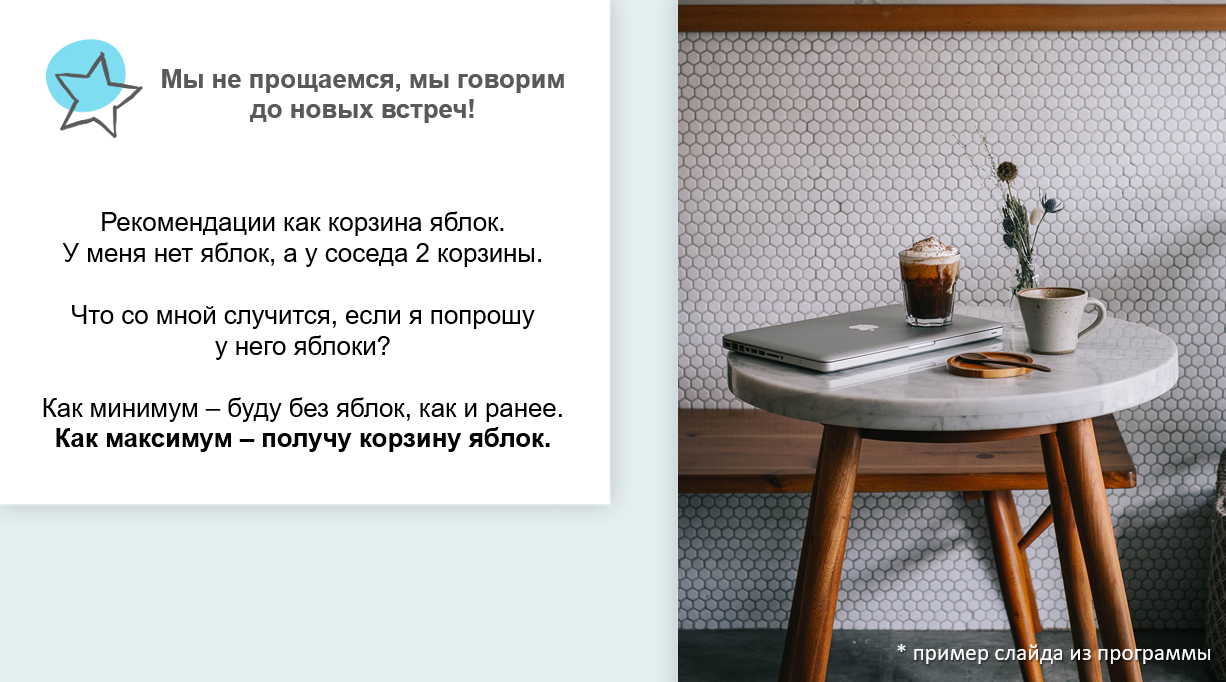 Мы не прощаемся, мы говорим
до новых встреч!
Рекомендации как корзина яблок.
У меня нет яблок, а у соседа 2 корзины.
Что со мной случится, если я попрошу
у него яблоки?
Как минимум – буду без яблок, как и ранее.
Как максимум – получу корзину яблок.
* пример слайда из программы